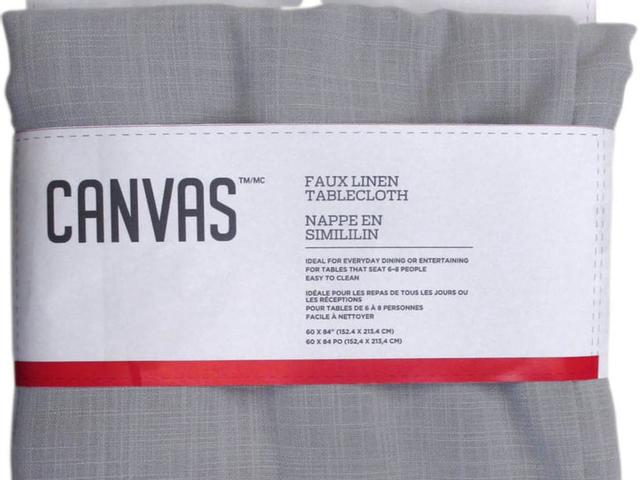 CANVAS™/MC
FAUX LINEN
TABLECLOTH
NAPPE EN
SIMILILIN
IDEAL FOR EVERYDAY DINING OR ENTERTAINING
FOR TABLES THAT SEAT 6–8 PEOPLE
EASY TO CLEAN
IDÉALE POUR LES REPAS DE TOUS LES JOURS OU
LES RÉCEPTIONS
POUR TABLES DE 6 À 8 PERSONNES
FACILE À NETTOYER
60 X 84" (152.4 X 213.4 CM)
60 X 84 PO (152,4 X 213,4 CM)